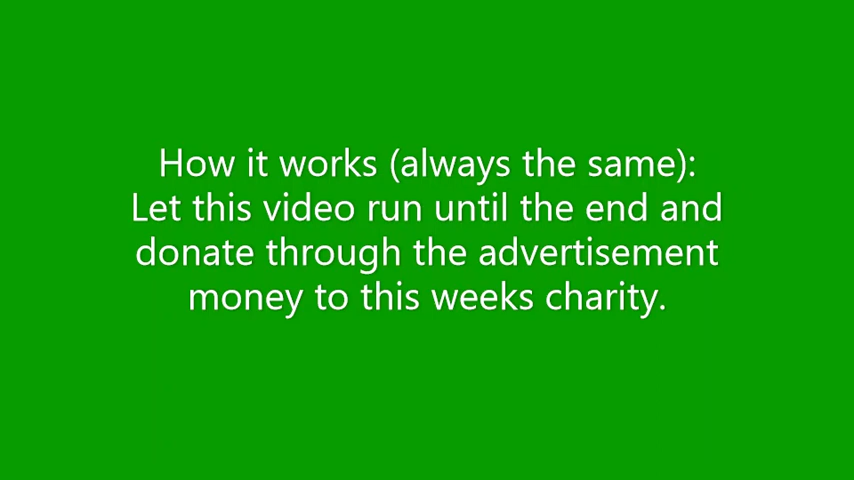 How it works (always the same):
Let this video run until the end and
donate through the advertisement
money to this weeks charity.